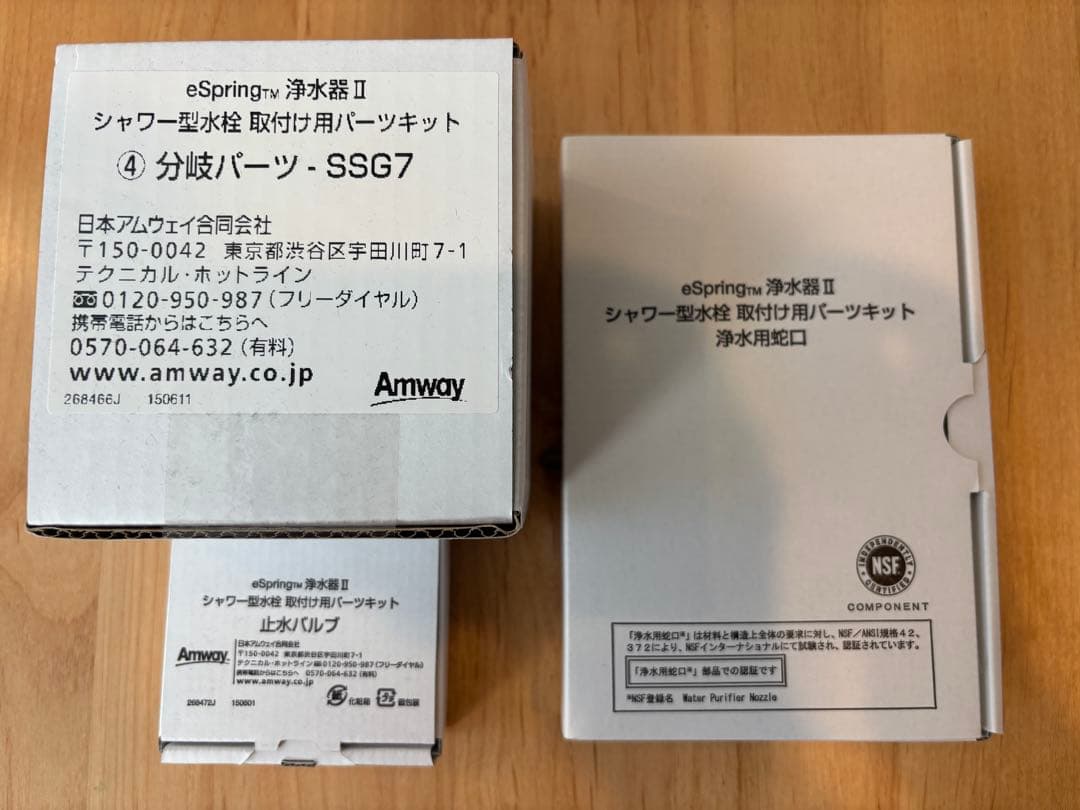 eSpring™ 浄水器Ⅱ
シャワー型水栓 取付け用パーツキット
④ 分岐パーツ - SSG7
日本アムウェイ合同会社
〒150-0042 東京都渋谷区宇田川町7-1
テクニカル・ホットライン
0120-950-987(フリーダイヤル)
携帯電話からはこちらへ
0570-064-632(有料)
www.amway.co.jp
Amway
268466J 150611
eSpring™ 浄水器Ⅱ
シャワー型水栓 取付け用パーツキット
止水バルブ
Amway
日本アムウェイ合同会社
〒150-0042 東京都渋谷区宇田川町7-1
テクニカル・ホットライン 0120-950-987(フリーダイヤル)
携帯電話からはこちらへ 0570-064-632(有料)
www.amway.co.jp
268472J 150601
紙 化粧箱 プラ 個包装
eSpring™ 浄水器Ⅱ
シャワー型水栓 取付け用パーツキット
浄水用蛇口
INDEPENDENTLY
NSF
CERTIFIED
COMPONENT
「浄水用蛇口※」は材料と構造上全体の要求に対し、NSF/ANSI規格42、
372により、NSFインターナショナルにて試験され、認証されています。
「浄水用蛇口※」部品での認証です
※NSF登録名 Water Purifier Nozzle